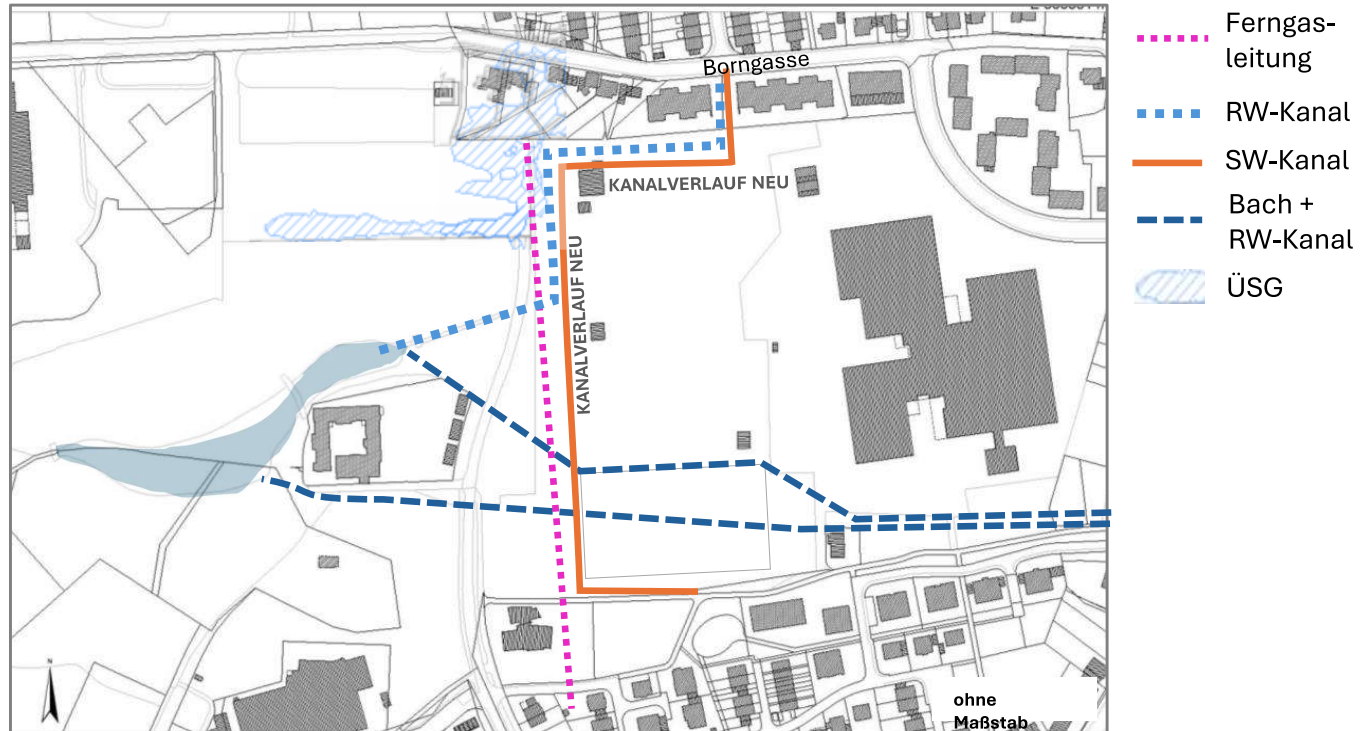 Borngasse
KANALVERLAUF NEU
KANALVERLAUF NEU
N
ohne
Maßstab
Ferngas-
leitung
RW-Kanal
SW-Kanal
Bach +
RW-Kanal
ÜSG